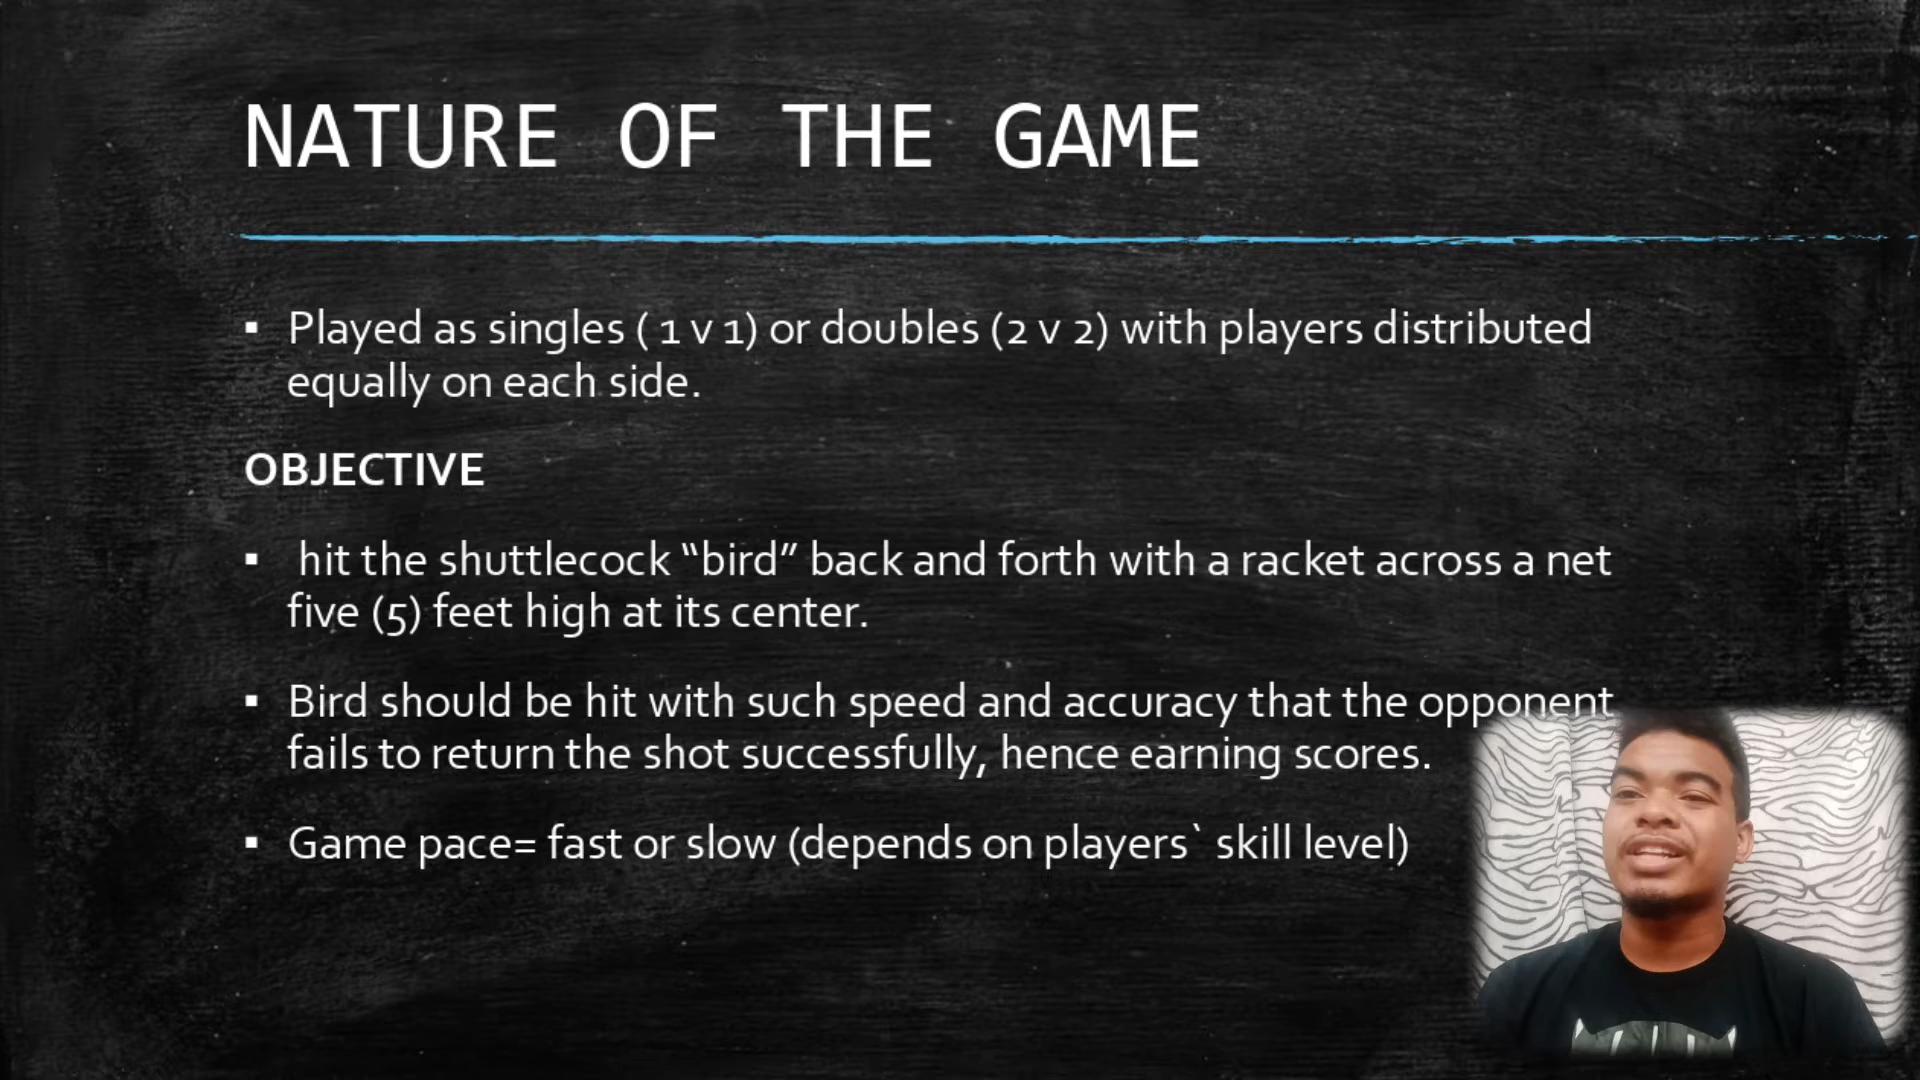 NATURE OF THE GAME
▪ Played as singles ( 1 v 1) or doubles (2 v 2) with players distributed
equally on each side.
OBJECTIVE
▪ hit the shuttlecock “bird” back and forth with a racket across a net
five (5) feet high at its center.
▪ Bird should be hit with such speed and accuracy that the opponent
fails to return the shot successfully, hence earning scores.
▪ Game pace= fast or slow (depends on players` skill level)